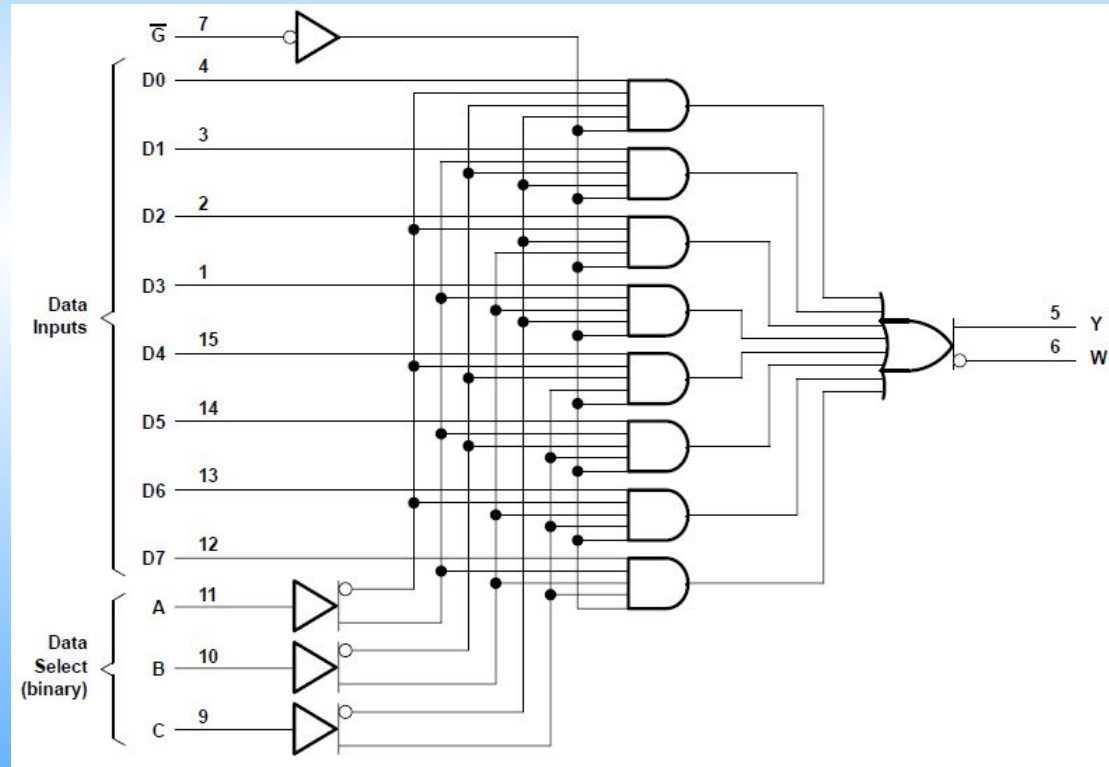 G̅ 7
D0 4
D1 3
D2 2
D3 1
Data
Inputs
D4 15
D5 14
D6 13
D7 12
A 11
Data
Select
(binary)
B 10
C 9
5 Y
6 W